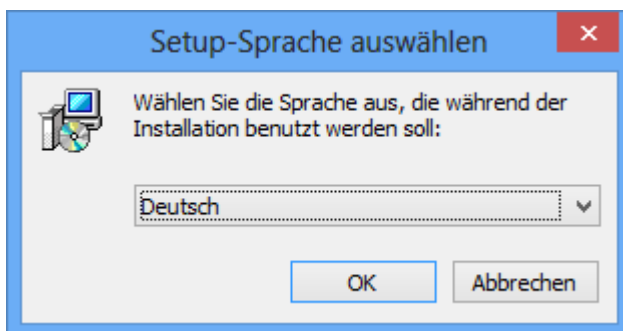 Setup-Sprache auswählen
Wählen Sie die Sprache aus, die während der
Installation benutzt werden soll:
Deutsch
OK
Abbrechen